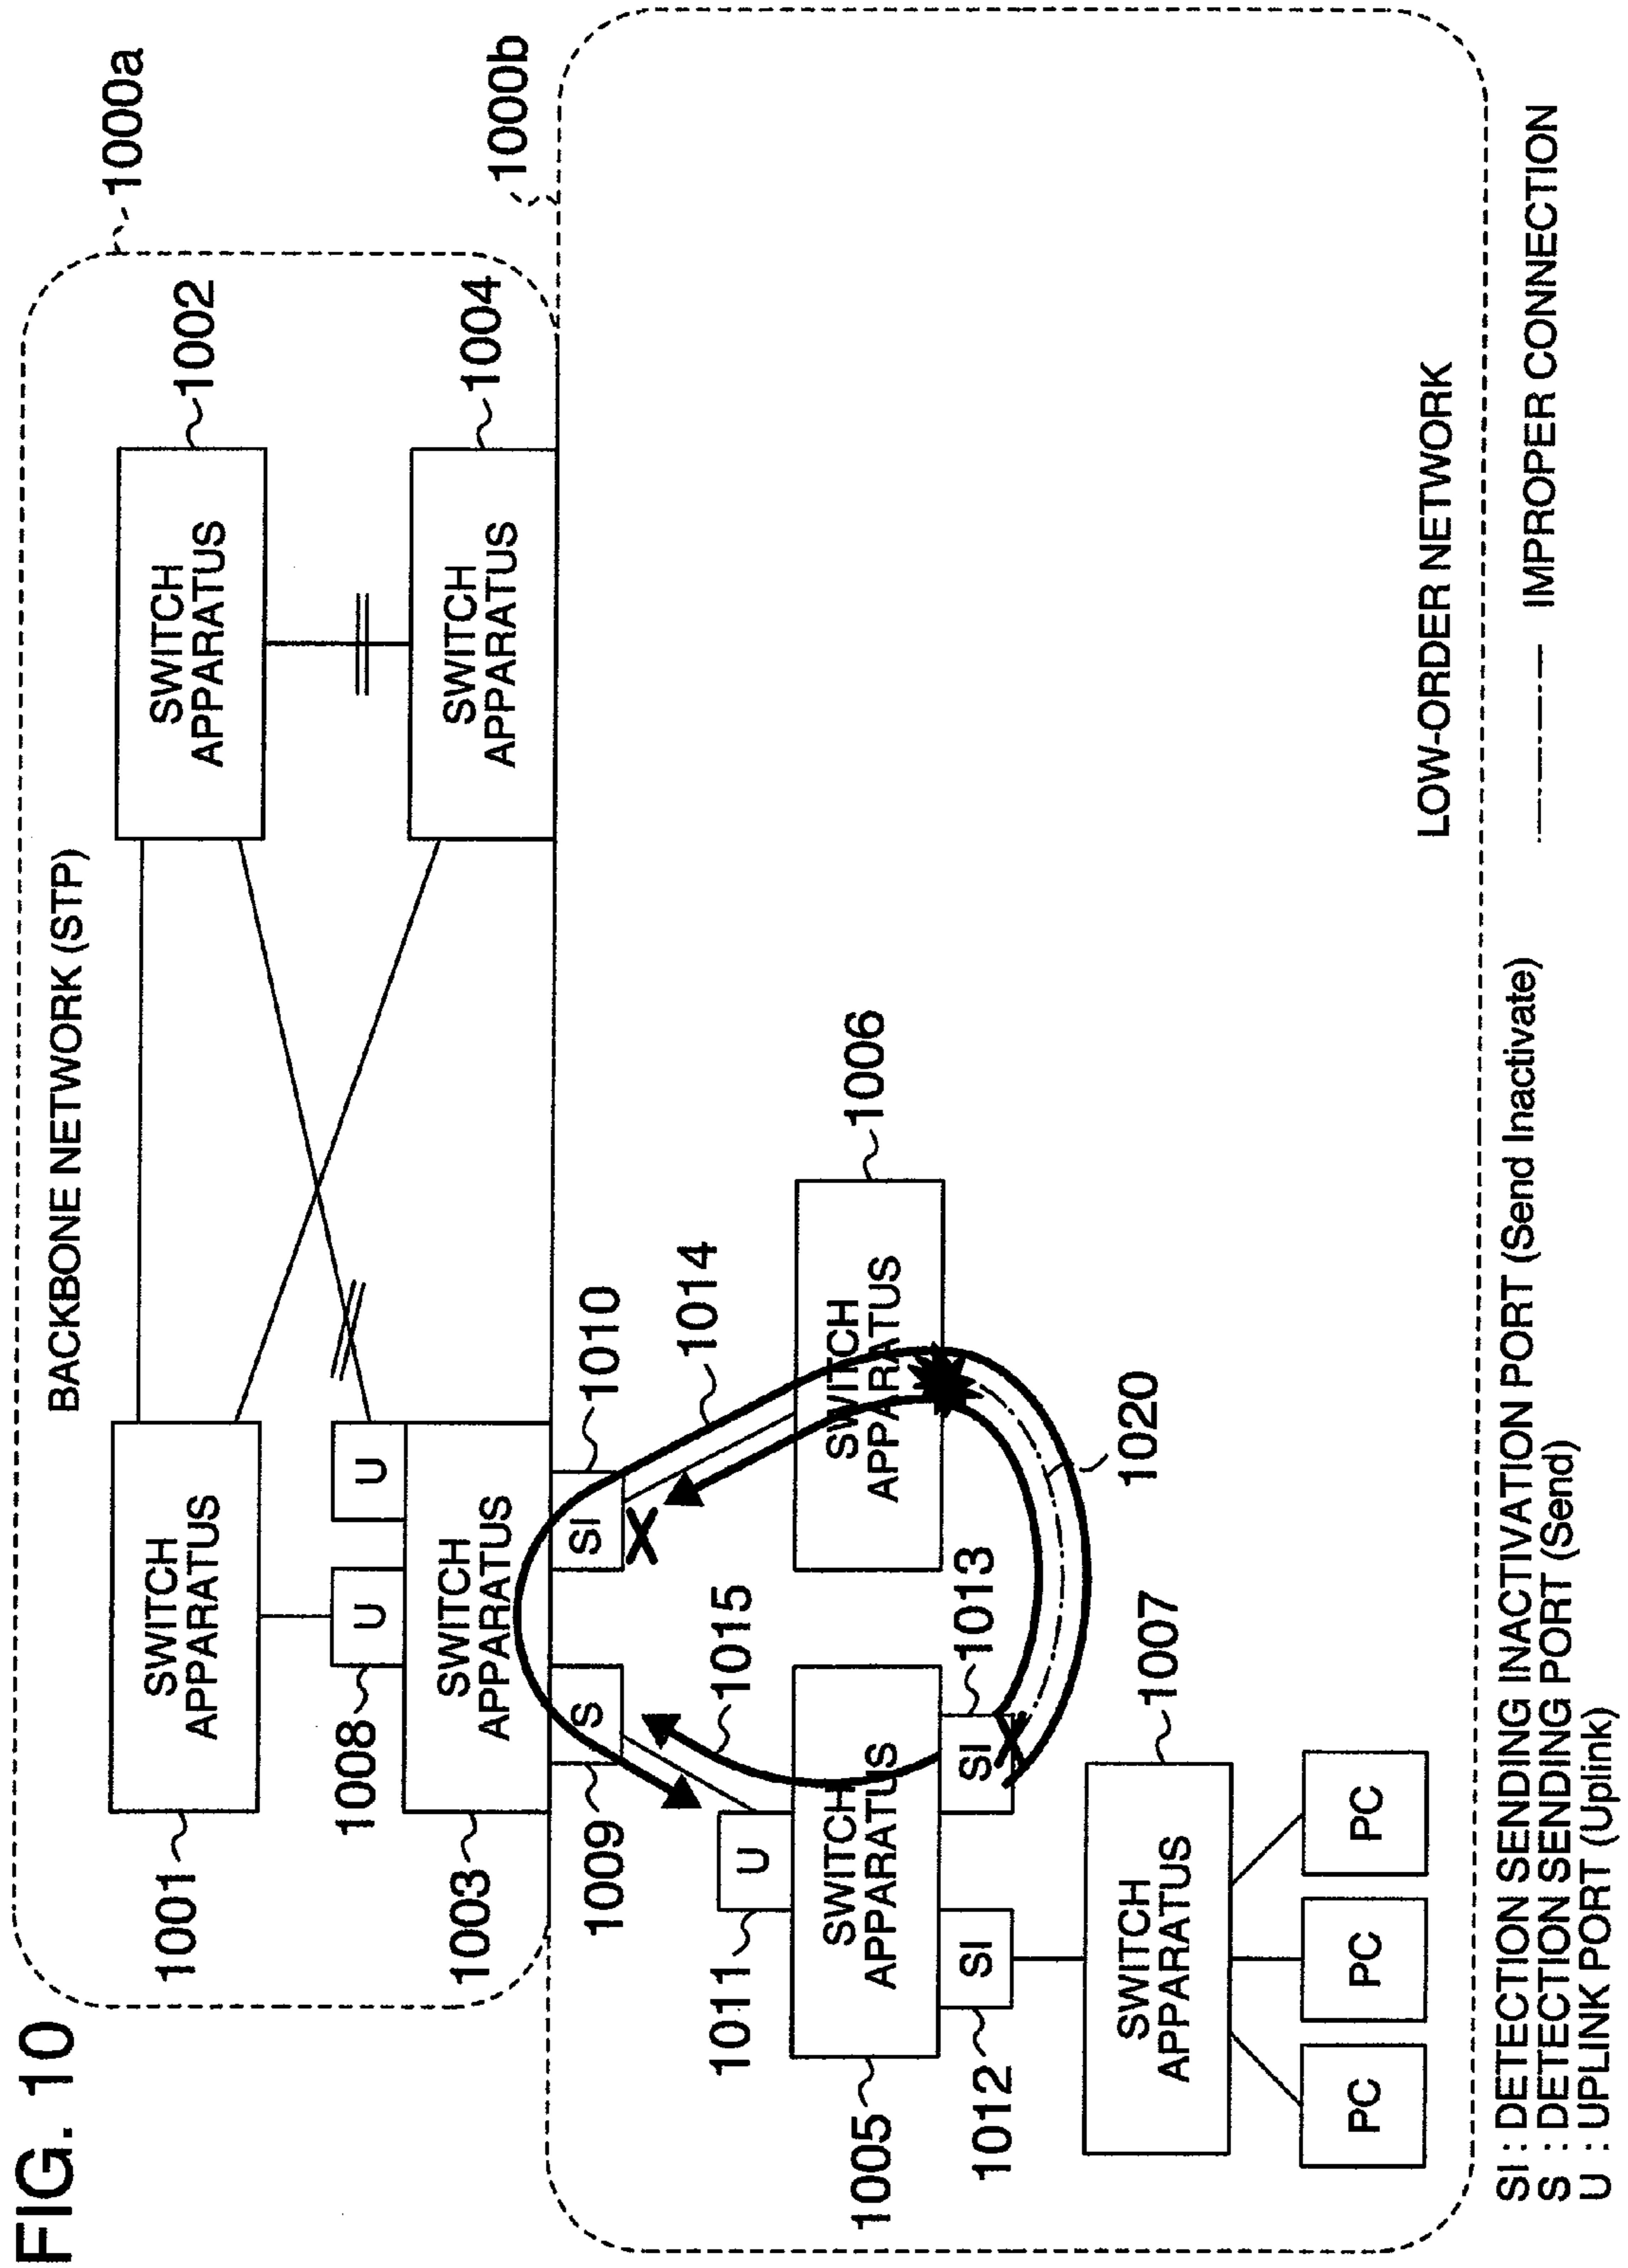 FIG. 10
BACKBONE NETWORK (STP)
1000a
1001
SWITCH
APPARATUS
SWITCH
APPARATUS
1002
1008
U
U
1003
SWITCH
APPARATUS
SWITCH
APPARATUS
1004
1000b
1009
S
SI
1010
X
1011
U
1015
1014
1005
SWITCH
APPARATUS
SWITCH
APPARATUS
1006
1012
SI
SI
1013
X
1020
SWITCH
APPARATUS
1007
PC
PC
PC
LOW-ORDER NETWORK
SI : DETECTION SENDING INACTIVATION PORT (Send Inactivate)
S : DETECTION SENDING PORT (Send)
U : UPLINK PORT (Uplink)
IMPROPER CONNECTION